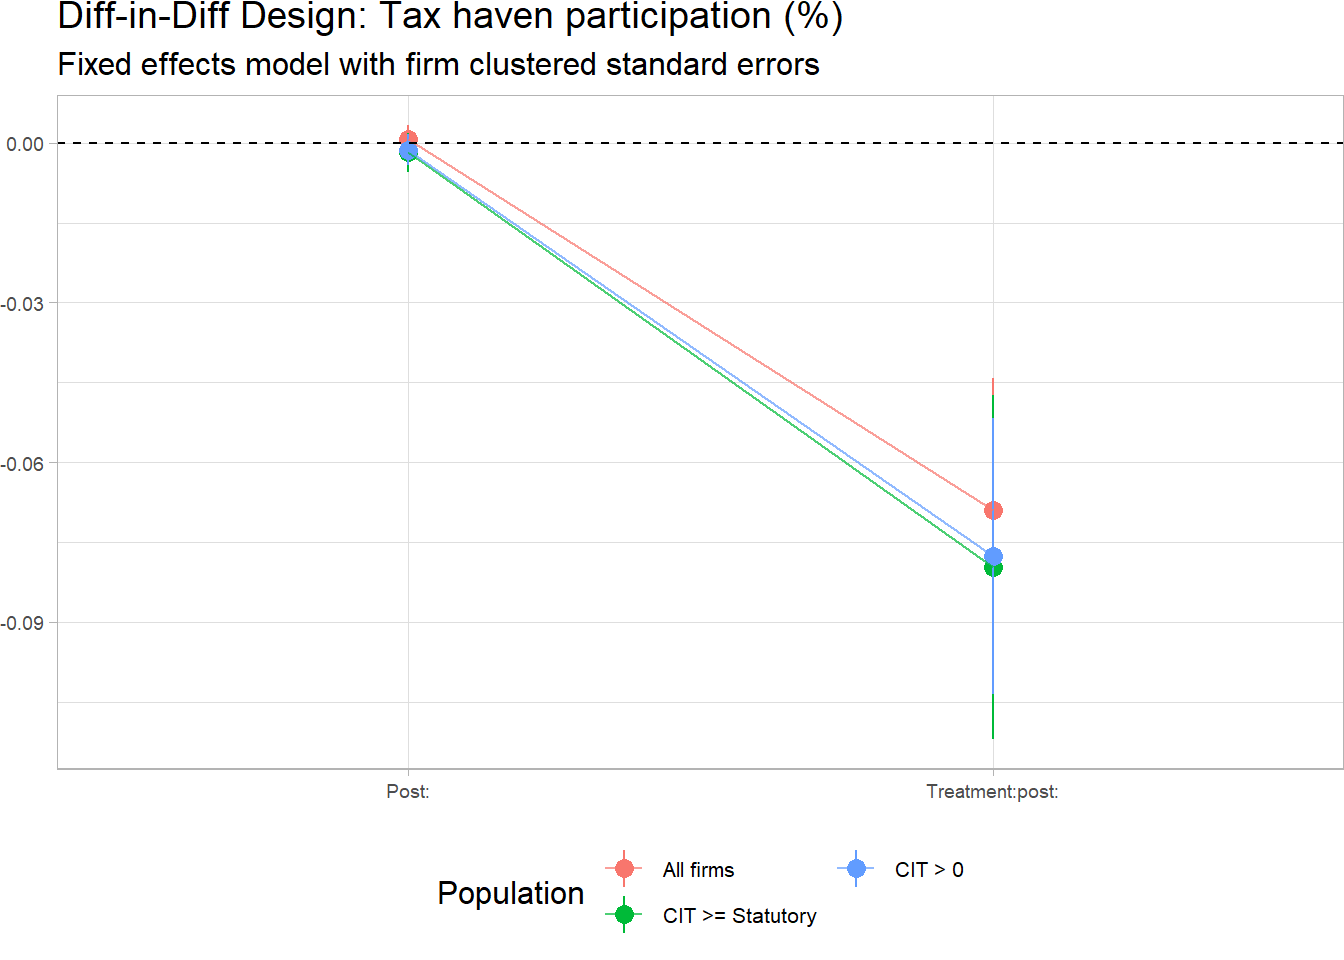 Diff-in-Diff Design: Tax haven participation (%)
Fixed effects model with firm clustered standard errors
0.00
-0.03
-0.06
-0.09
Post:
Treatment:post:
Population
All firms
CIT > 0
CIT >= Statutory